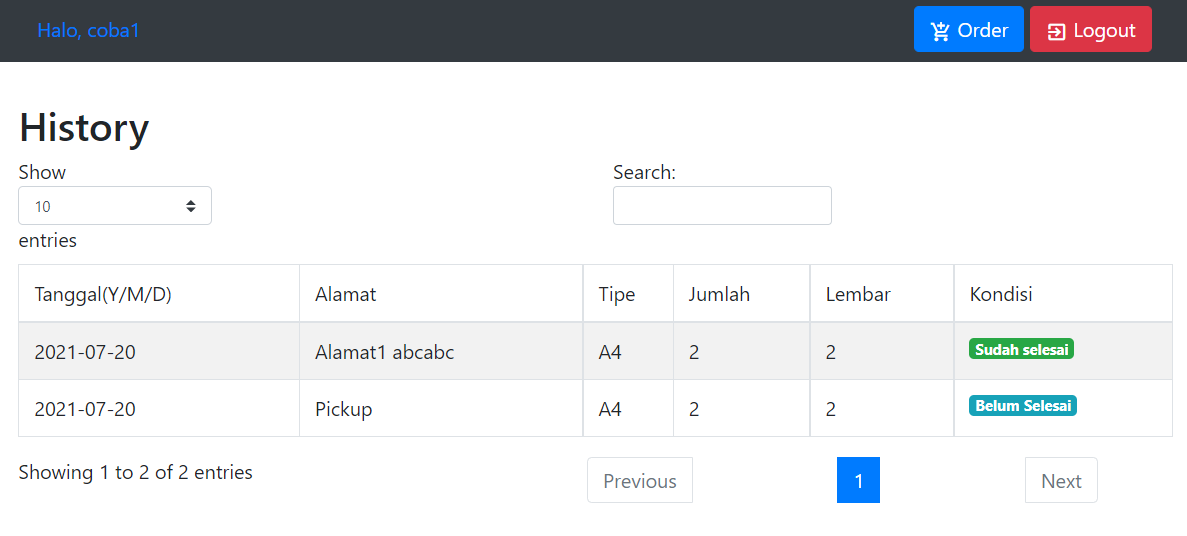 Halo, coba1 Order Logout
History
Show Search:
10
entries
Tanggal(Y/M/D) Alamat Tipe Jumlah Lembar Kondisi
2021-07-20 Alamat1 abcabc A4 2 2 Sudah selesai
2021-07-20 Pickup A4 2 2 Belum Selesai
Showing 1 to 2 of 2 entries Previous 1 Next